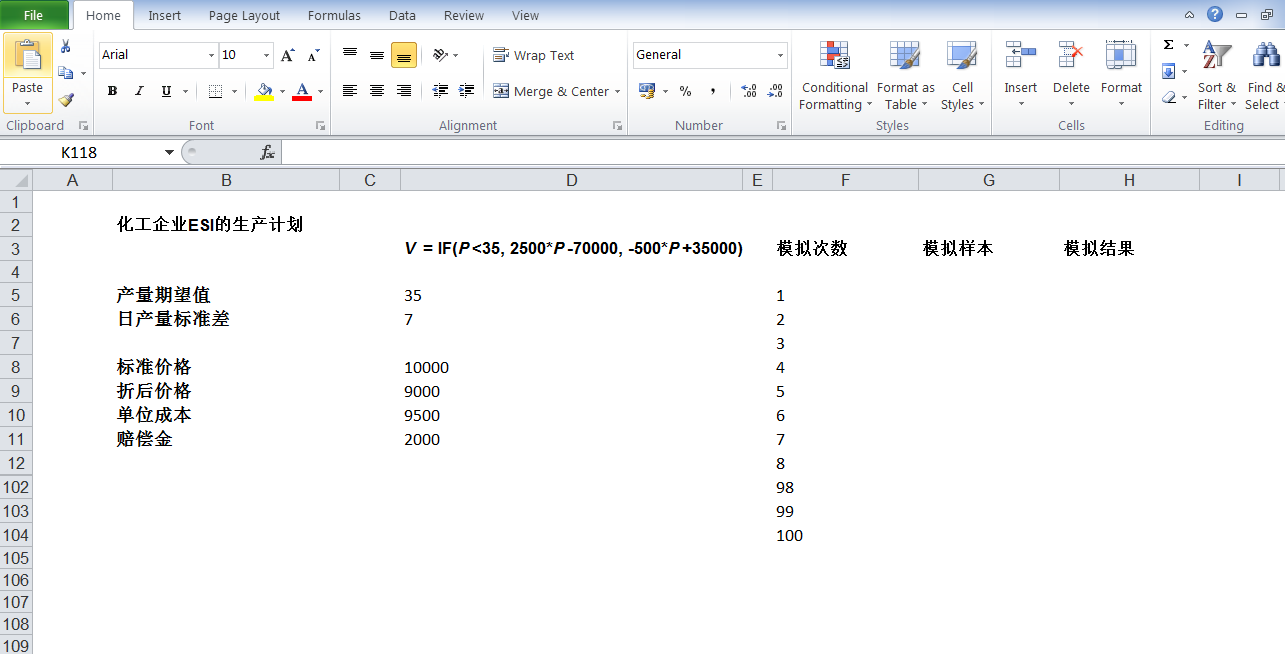 File Home Insert Page Layout Formulas Data Review View
Arial 10 Wrap Text General
Paste B I U Merge & Center % , Conditional Formatting Format as Table Cell Styles Insert Delete Format Sort & Filter Find & Select
Clipboard Font Alignment Number Styles Cells Editing
K118 fx
A B C D E F G H I
1
2 化工企业ESI的生产计划
3 V = IF(P<35, 2500*P-70000, -500*P+35000) 模拟次数 模拟样本 模拟结果
4
5 产量期望值 35 1
6 日产量标准差 7 2
7 3
8 标准价格 10000 4
9 折后价格 9000 5
10 单位成本 9500 6
11 赔偿金 2000 7
12 8
102 98
103 99
104 100
105
106
107
108
109